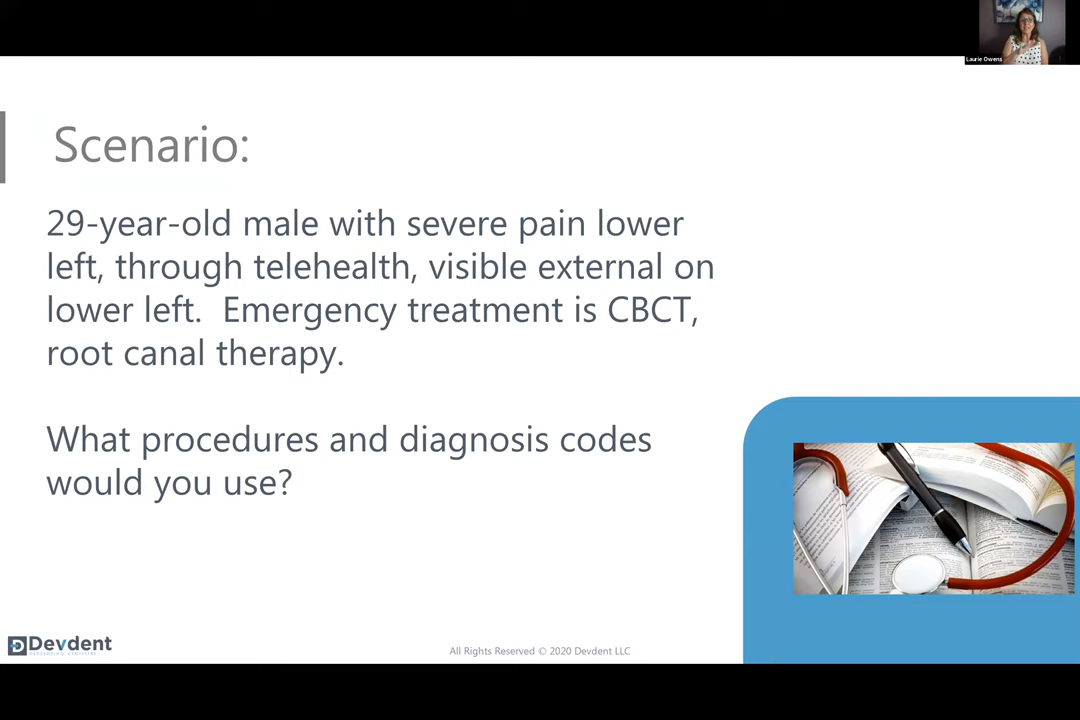 Laurie Owens
Scenario:
29-year-old male with severe pain lower
left, through telehealth, visible external on
lower left.  Emergency treatment is CBCT,
root canal therapy.
What procedures and diagnosis codes
would you use?
Devdent
All Rights Reserved © 2020 Devdent LLC